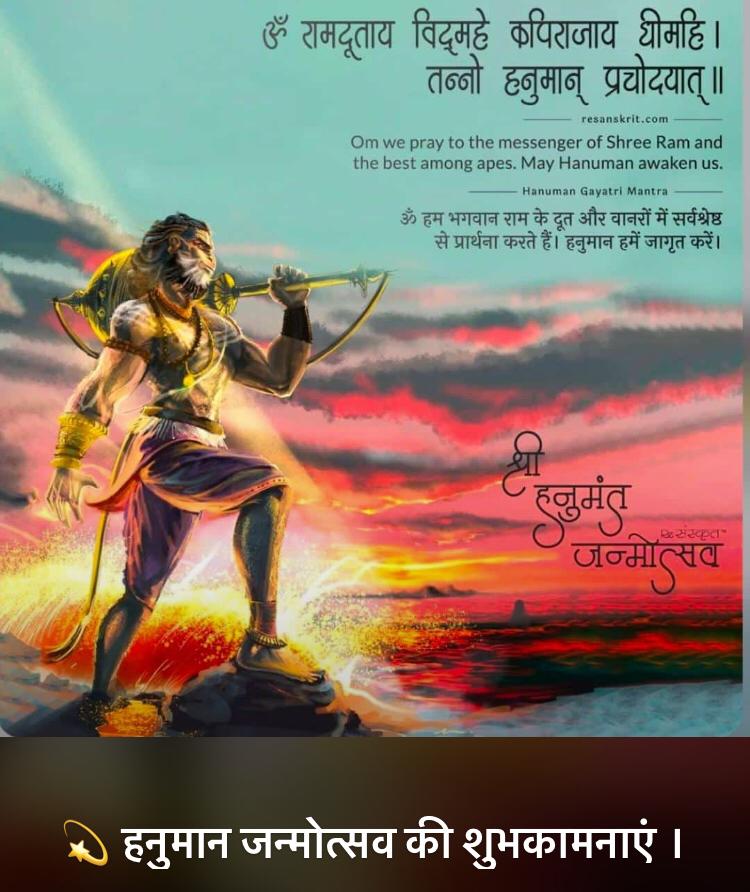 ॐ रामदूताय विद्महे कपिराजाय धीमहि।
तन्नो हनुमान् प्रचोदयात्॥
resanskrit.com
Om we pray to the messenger of Shree Ram and
the best among apes. May Hanuman awaken us.
Hanuman Gayatri Mantra
ॐ हम भगवान राम के दूत और वानरों में सर्वश्रेष्ठ
से प्रार्थना करते हैं। हनुमान हमें जागृत करें।
श्री
हनुमंत
Reसंस्कृत™
जन्मोत्सव
💫 हनुमान जन्मोत्सव की शुभकामनाएं ।